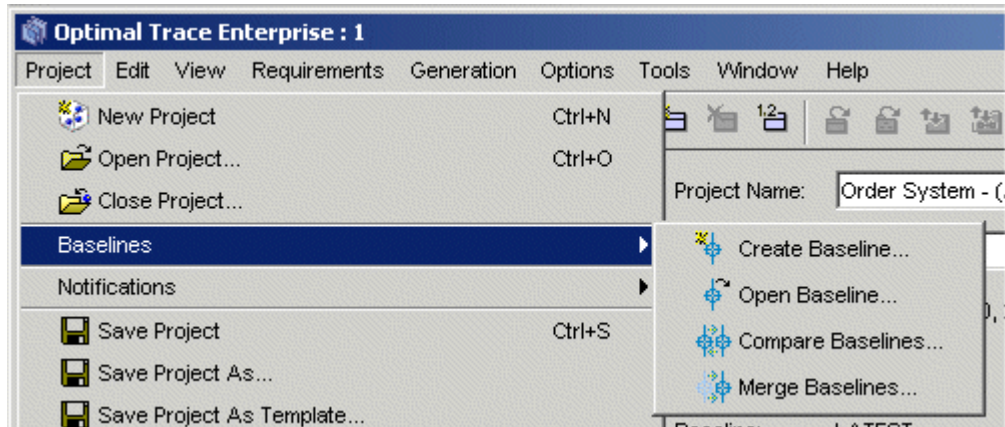 Optimal Trace Enterprise : 1
Project Edit View Requirements Generation Options Tools Window Help
New Project Ctrl+N
Open Project... Ctrl+O
Close Project...
Project Name: Order System - (
Baselines
Create Baseline...
Notifications
Open Baseline...
Save Project Ctrl+S
Compare Baselines...
Save Project As...
Merge Baselines...
Save Project As Template...